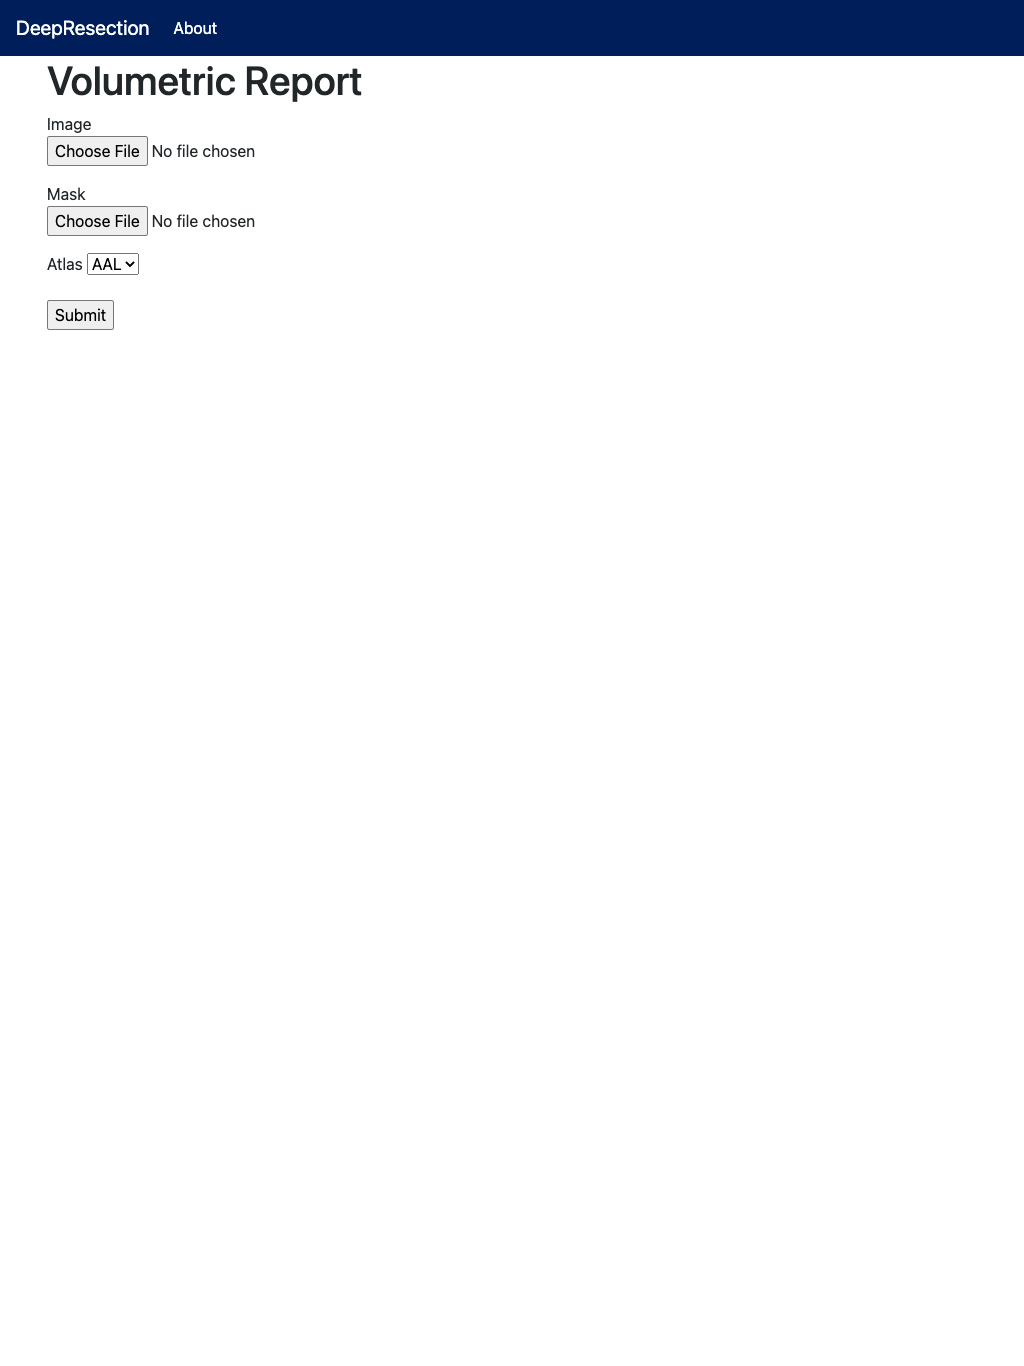 DeepResection About
Volumetric Report
Image
Choose File No file chosen
Mask
Choose File No file chosen
Atlas AAL
Submit